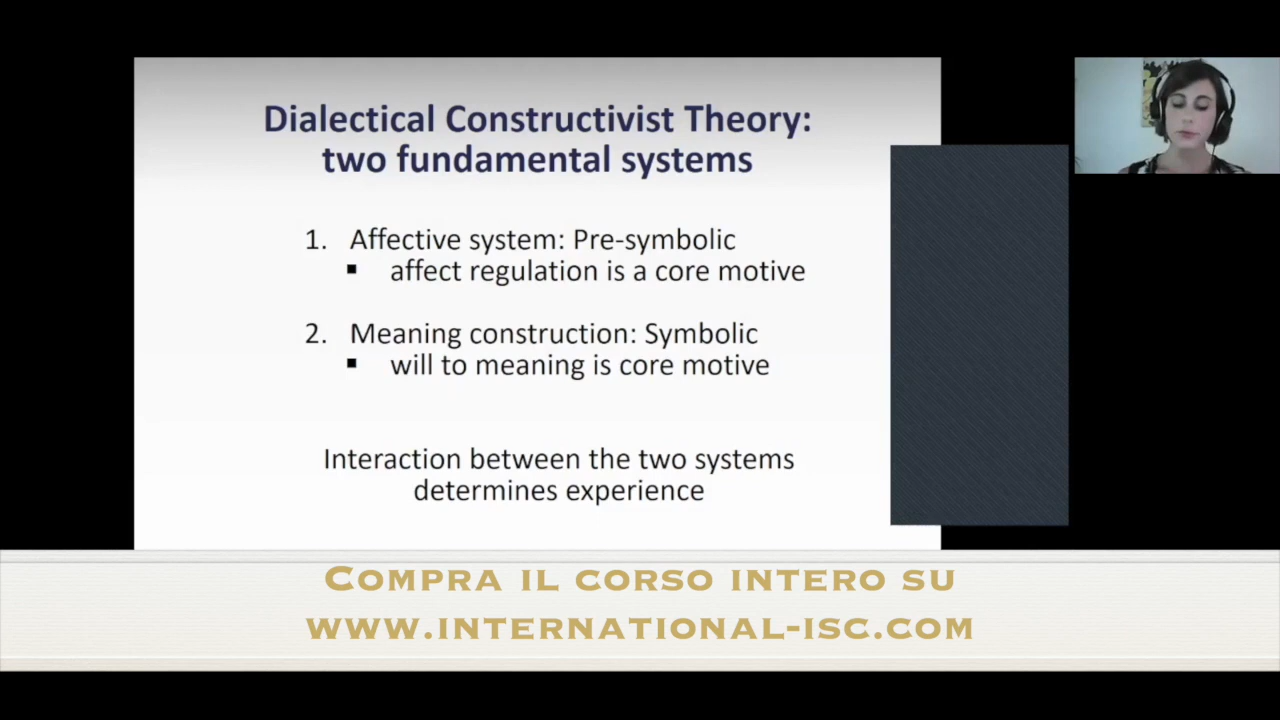 Dialectical Constructivist Theory:
two fundamental systems
1. Affective system: Pre-symbolic
▪ affect regulation is a core motive
2. Meaning construction: Symbolic
▪ will to meaning is core motive
Interaction between the two systems
determines experience
Compra il corso intero su
www.international-isc.com